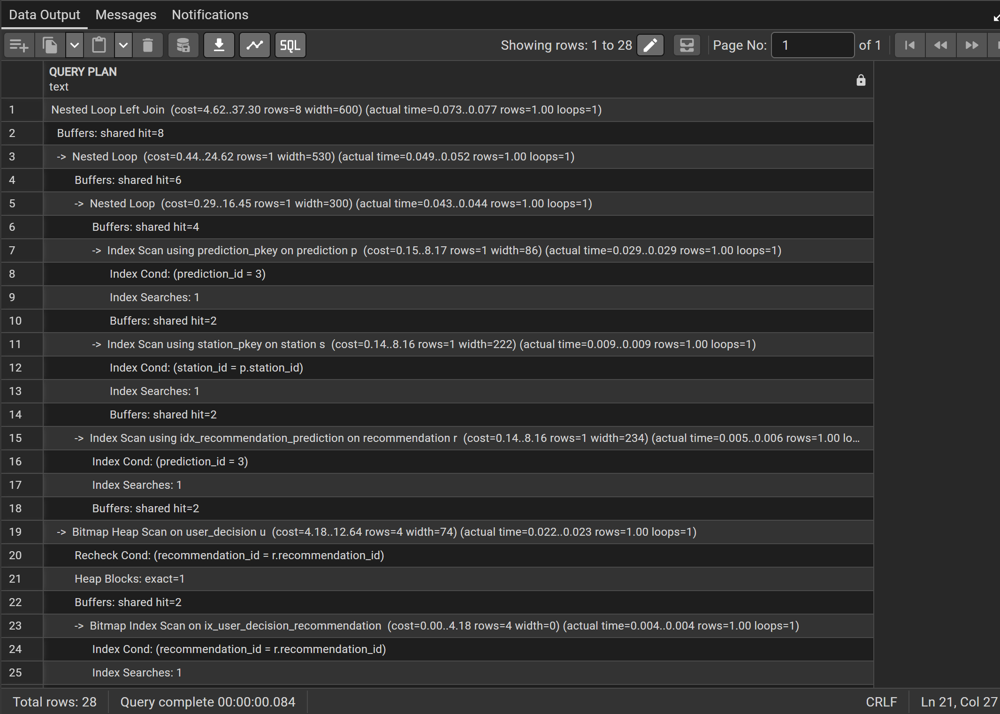 Data Output Messages Notifications
SQL Showing rows: 1 to 28 Page No: 1 of 1
QUERY PLAN
text
1 Nested Loop Left Join (cost=4.62..37.30 rows=8 width=600) (actual time=0.073..0.077 rows=1.00 loops=1)
2 Buffers: shared hit=8
3 -> Nested Loop (cost=0.44..24.62 rows=1 width=530) (actual time=0.049..0.052 rows=1.00 loops=1)
4 Buffers: shared hit=6
5 -> Nested Loop (cost=0.29..16.45 rows=1 width=300) (actual time=0.043..0.044 rows=1.00 loops=1)
6 Buffers: shared hit=4
7 -> Index Scan using prediction_pkey on prediction p (cost=0.15..8.17 rows=1 width=86) (actual time=0.029..0.029 rows=1.00 loops=1)
8 Index Cond: (prediction_id = 3)
9 Index Searches: 1
10 Buffers: shared hit=2
11 -> Index Scan using station_pkey on station s (cost=0.14..8.16 rows=1 width=222) (actual time=0.009..0.009 rows=1.00 loops=1)
12 Index Cond: (station_id = p.station_id)
13 Index Searches: 1
14 Buffers: shared hit=2
15 -> Index Scan using idx_recommendation_prediction on recommendation r (cost=0.14..8.16 rows=1 width=234) (actual time=0.005..0.006 rows=1.00 lo...
16 Index Cond: (prediction_id = 3)
17 Index Searches: 1
18 Buffers: shared hit=2
19 -> Bitmap Heap Scan on user_decision u (cost=4.18..12.64 rows=4 width=74) (actual time=0.022..0.023 rows=1.00 loops=1)
20 Recheck Cond: (recommendation_id = r.recommendation_id)
21 Heap Blocks: exact=1
22 Buffers: shared hit=2
23 -> Bitmap Index Scan on ix_user_decision_recommendation (cost=0.00..4.18 rows=4 width=0) (actual time=0.004..0.004 rows=1.00 loops=1)
24 Index Cond: (recommendation_id = r.recommendation_id)
25 Index Searches: 1
Total rows: 28 Query complete 00:00:00.084 CRLF Ln 21, Col 27